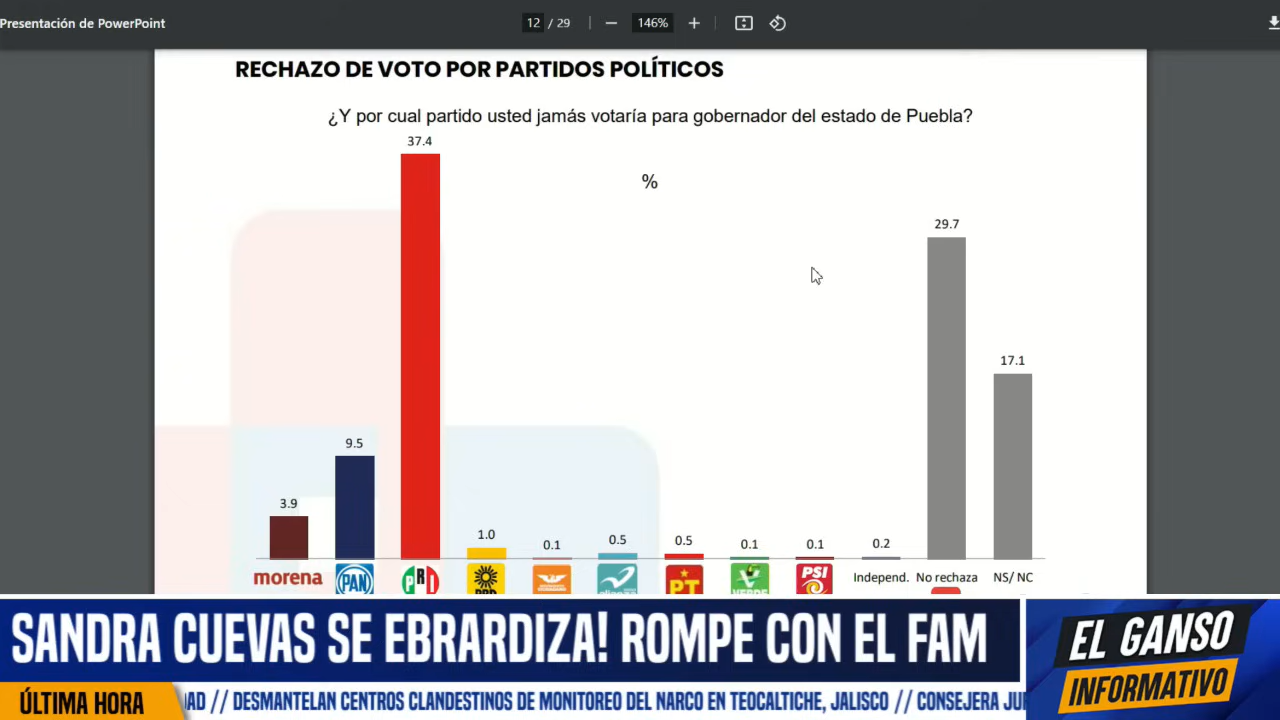 Presentación de PowerPoint
12 / 29
146%
RECHAZO DE VOTO POR PARTIDOS POLÍTICOS
¿Y por cual partido usted jamás votaría para gobernador del estado de Puebla?
%
37.4
29.7
17.1
9.5
3.9
1.0
0.1
0.5
0.5
0.1
0.1
0.2
morena
PAN
PRI
PRD
PT
VERDE
PSI
Independ.
No rechaza
NS/ NC
SANDRA CUEVAS SE EBRARDIZA! ROMPE CON EL FAM
EL GANSO
INFORMATIVO
ÚLTIMA HORA
DAD // DESMANTELAN CENTROS CLANDESTINOS DE MONITOREO DEL NARCO EN TEOCALTICHE, JALISCO // CONSEJERA JU